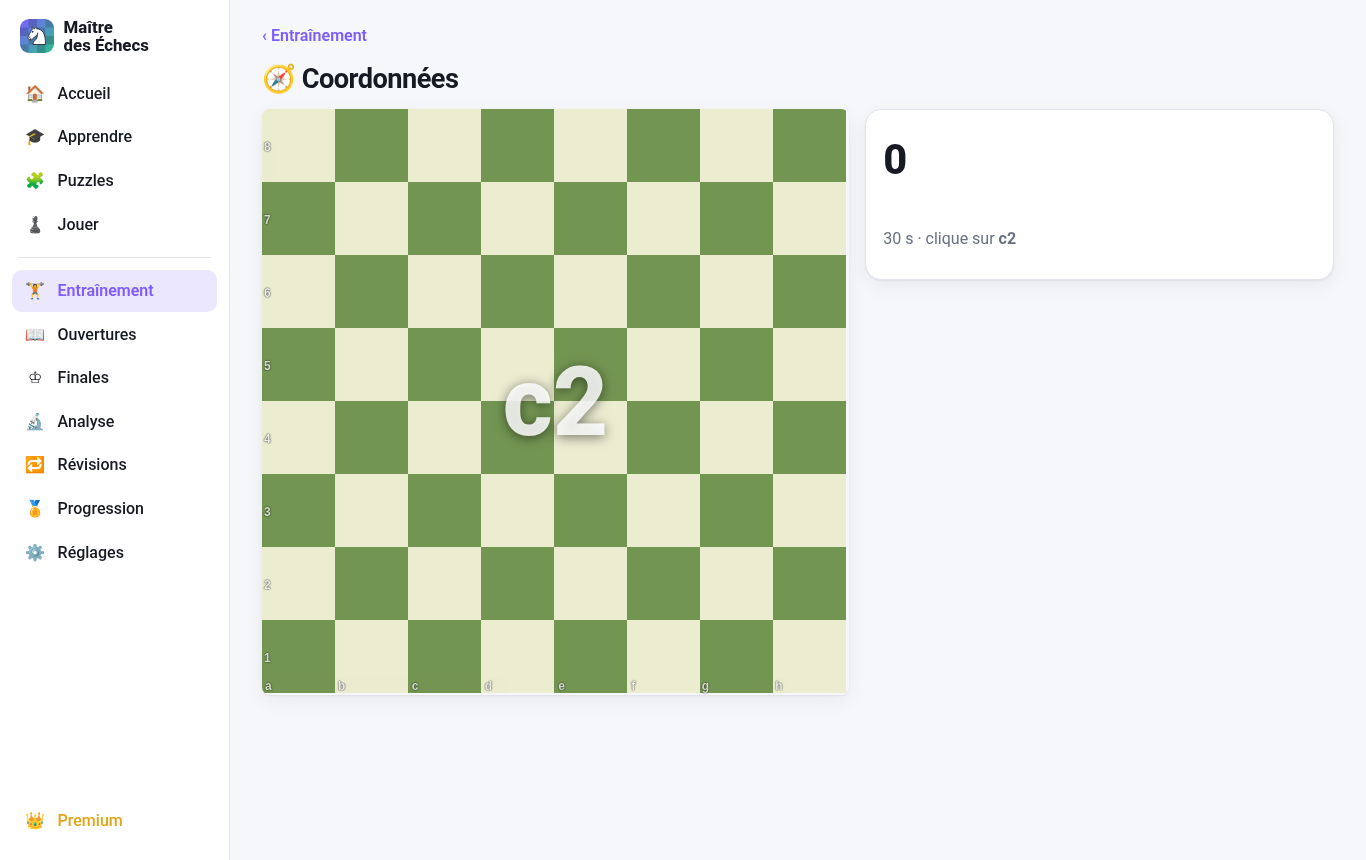 Maître
des Échecs
Accueil
Apprendre
Puzzles
Jouer
Entraînement
Ouvertures
Finales
Analyse
Révisions
Progression
Réglages
Premium
‹ Entraînement
Coordonnées
8
7
6
5
4
3
2
1
a b c d e f g h
c2
0
30 s · clique sur c2